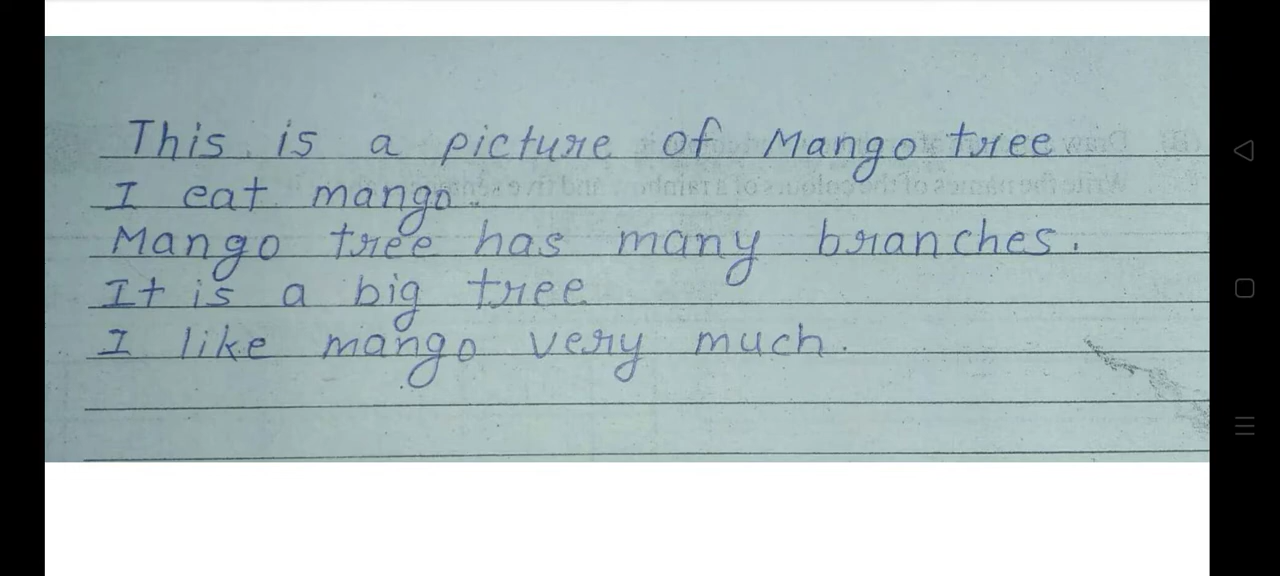 This is a picture of Mango tree
I eat mango.
Mango tree has many branches.
It is a big tree
I like mango very much.